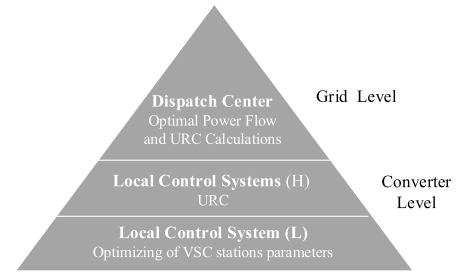 Dispatch Center
Optimal Power Flow
and URC Calculations
Grid Level
Local Control Systems (H)
URC
Converter
Level
Local Control System (L)
Optimizing of VSC stations parameters